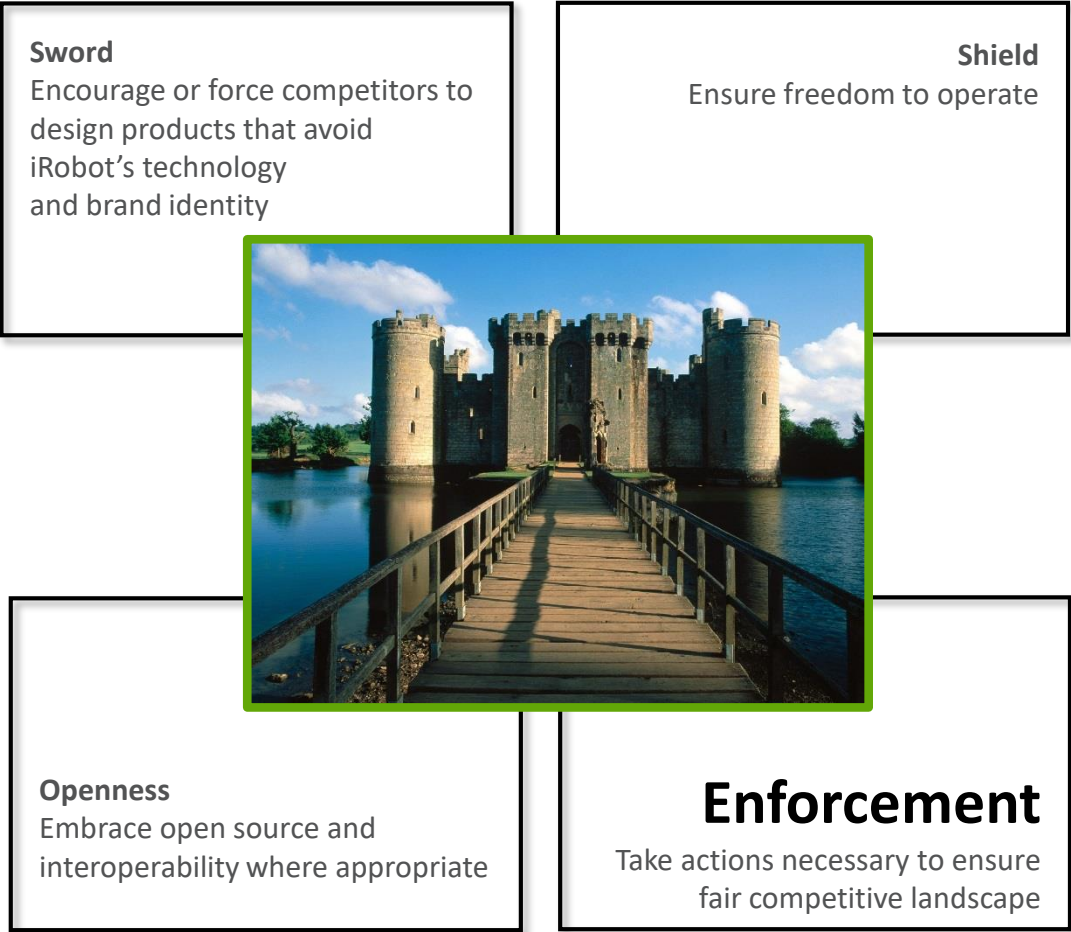 Sword
Encourage or force competitors to
design products that avoid
iRobot’s technology
and brand identity
Shield
Ensure freedom to operate
Openness
Embrace open source and
interoperability where appropriate
Enforcement
Take actions necessary to ensure
fair competitive landscape